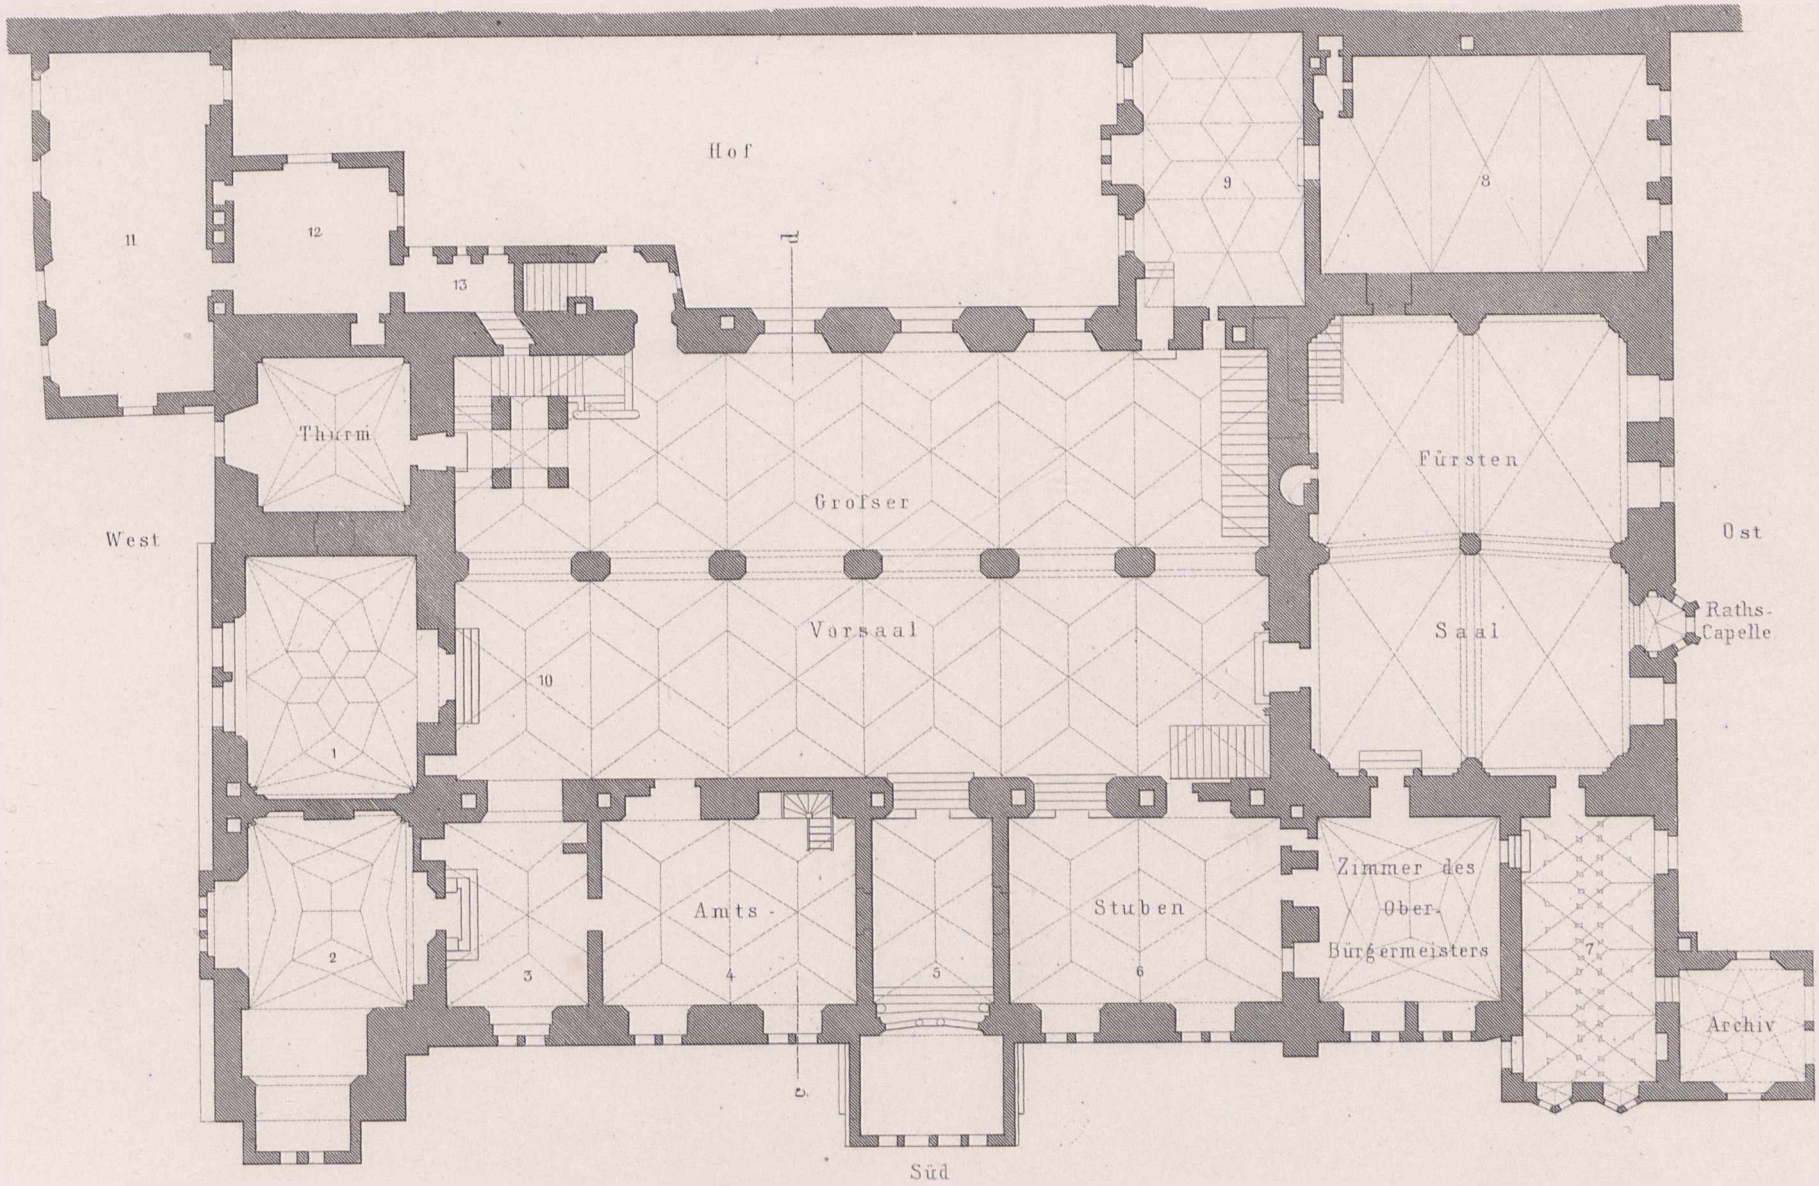 Hof
9
8
11
12
13
d
Thurm
Fürsten
Grofser
West
Ost
Raths-
Capelle
Vorsaal
Saal
10
1
Zimmer des
Amts-
Stuben
Ober-
Bürgermeisters
2
3
4
5
6
7
Archiv
c
Süd